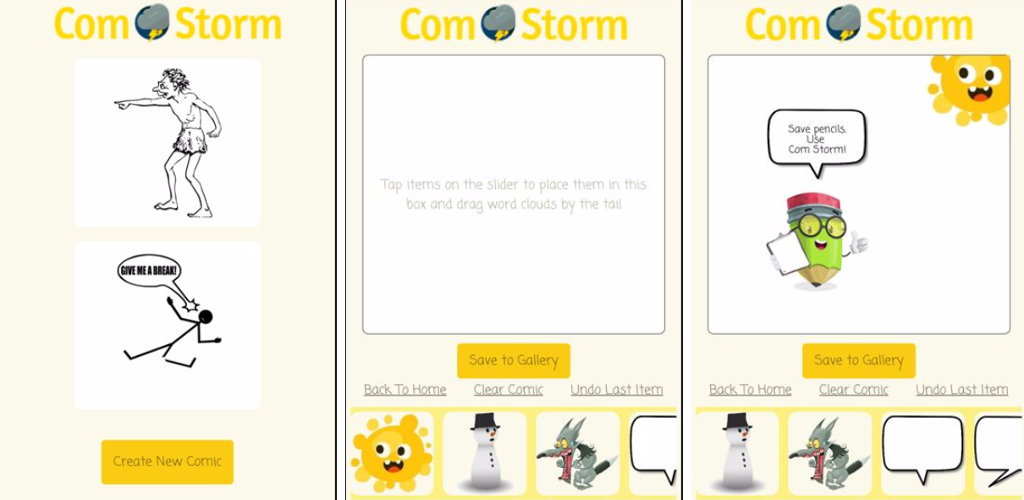 Com Storm
GIVE ME A BREAK!
Create New Comic
Com Storm
Tap items on the slider to place them in this
box and drag word clouds by the tail
Save to Gallery
Back To Home Clear Comic Undo Last Item
Com Storm
Save pencils.
Use
Com Storm!
Save to Gallery
Back To Home Clear Comic Undo Last Item